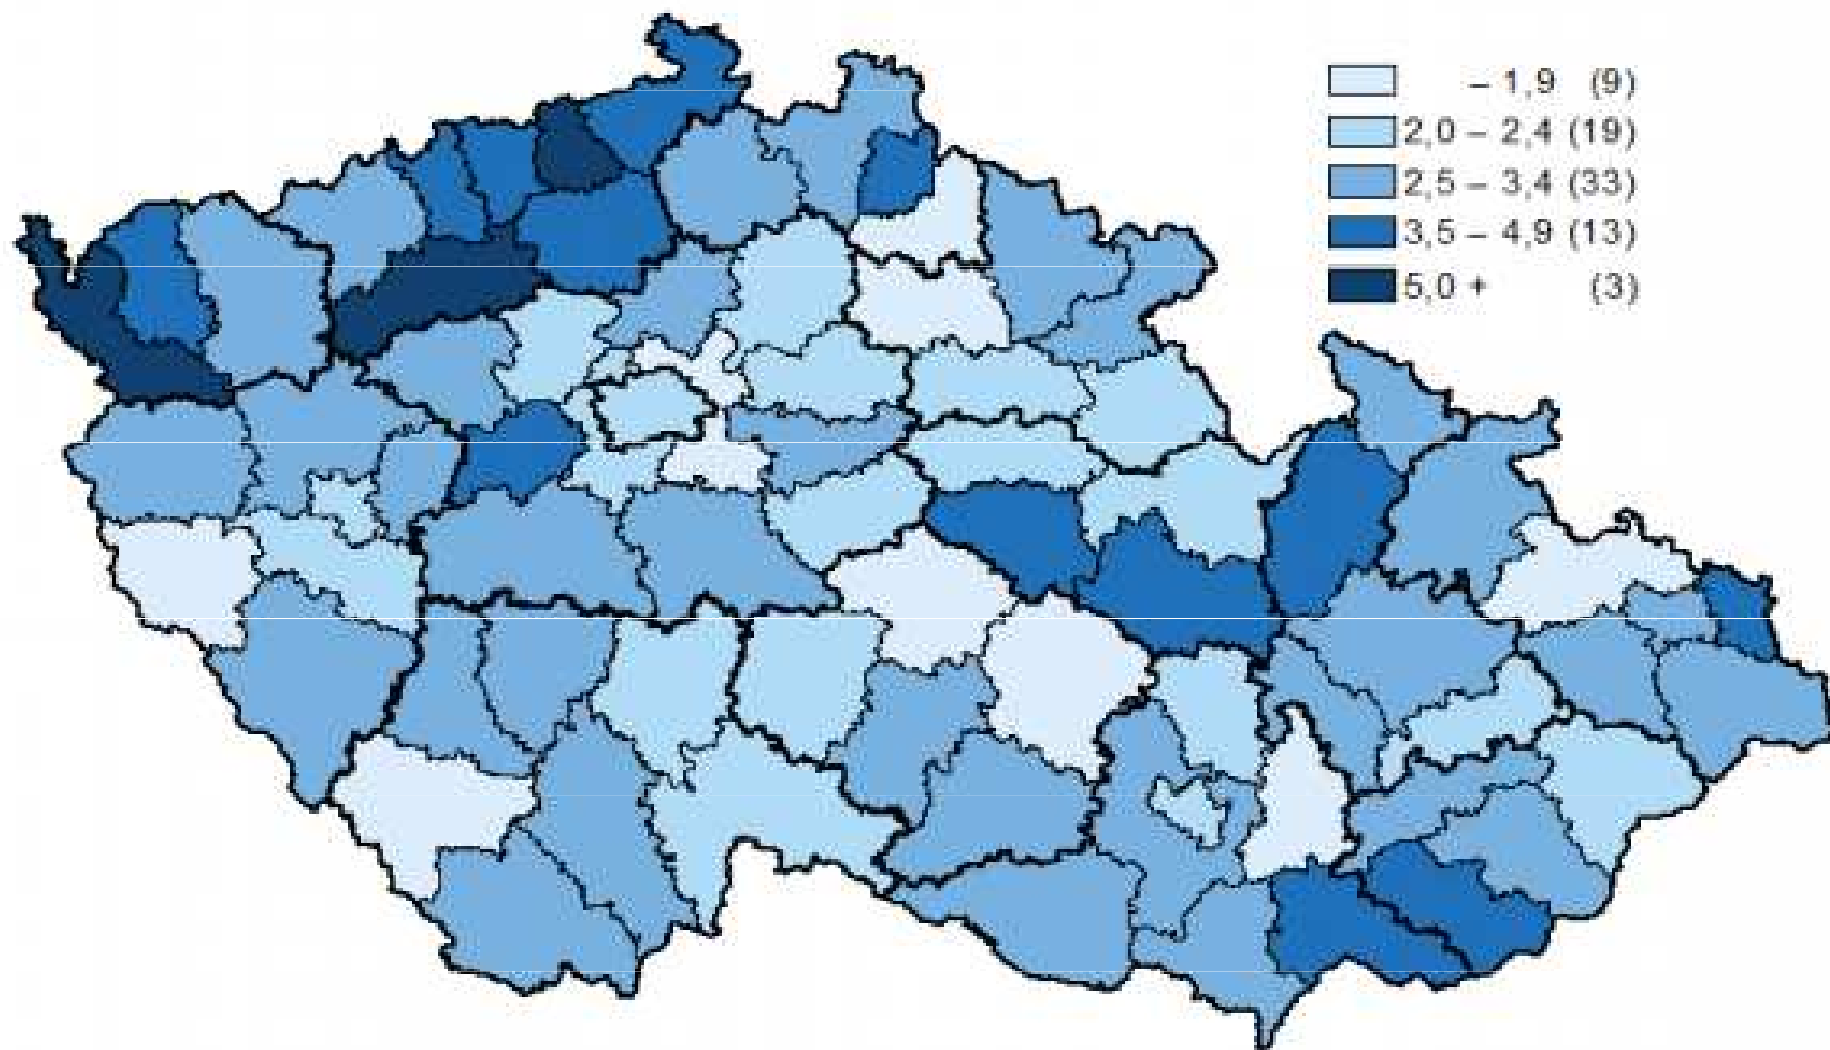 – 1,9 (9)
2,0 – 2,4 (19)
2,5 – 3,4 (33)
3,5 – 4,9 (13)
5,0 + (3)